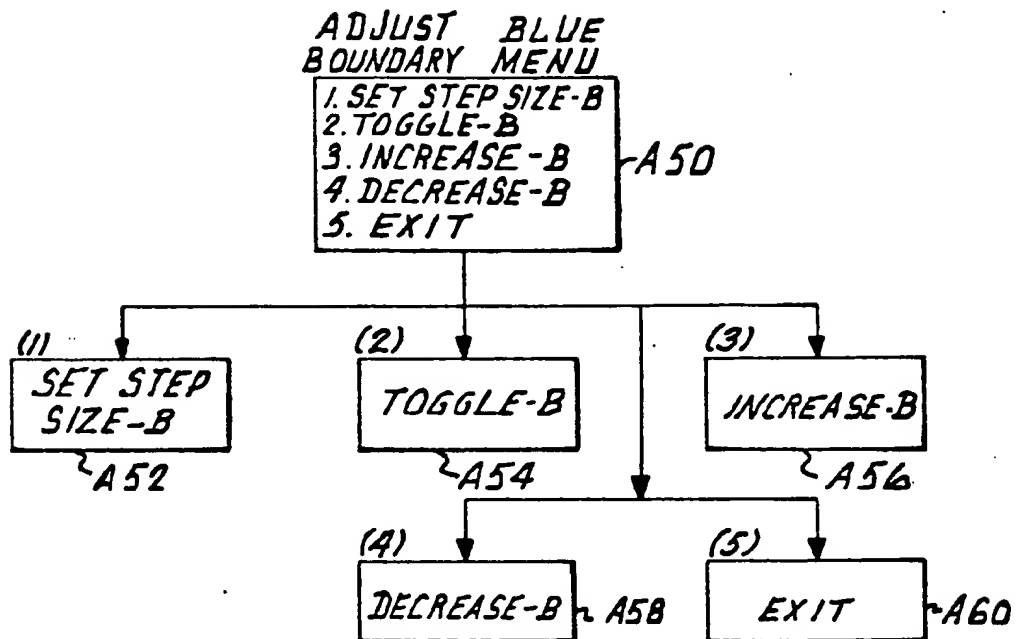 ADJUST BLUE
BOUNDARY MENU
1. SET STEP SIZE-B
2. TOGGLE-B
3. INCREASE-B
4. DECREASE-B
5. EXIT
A50
(1)
SET STEP
SIZE-B
A52
(2)
TOGGLE-B
A54
(3)
INCREASE-B
A56
(4)
DECREASE-B
A58
(5)
EXIT
A60